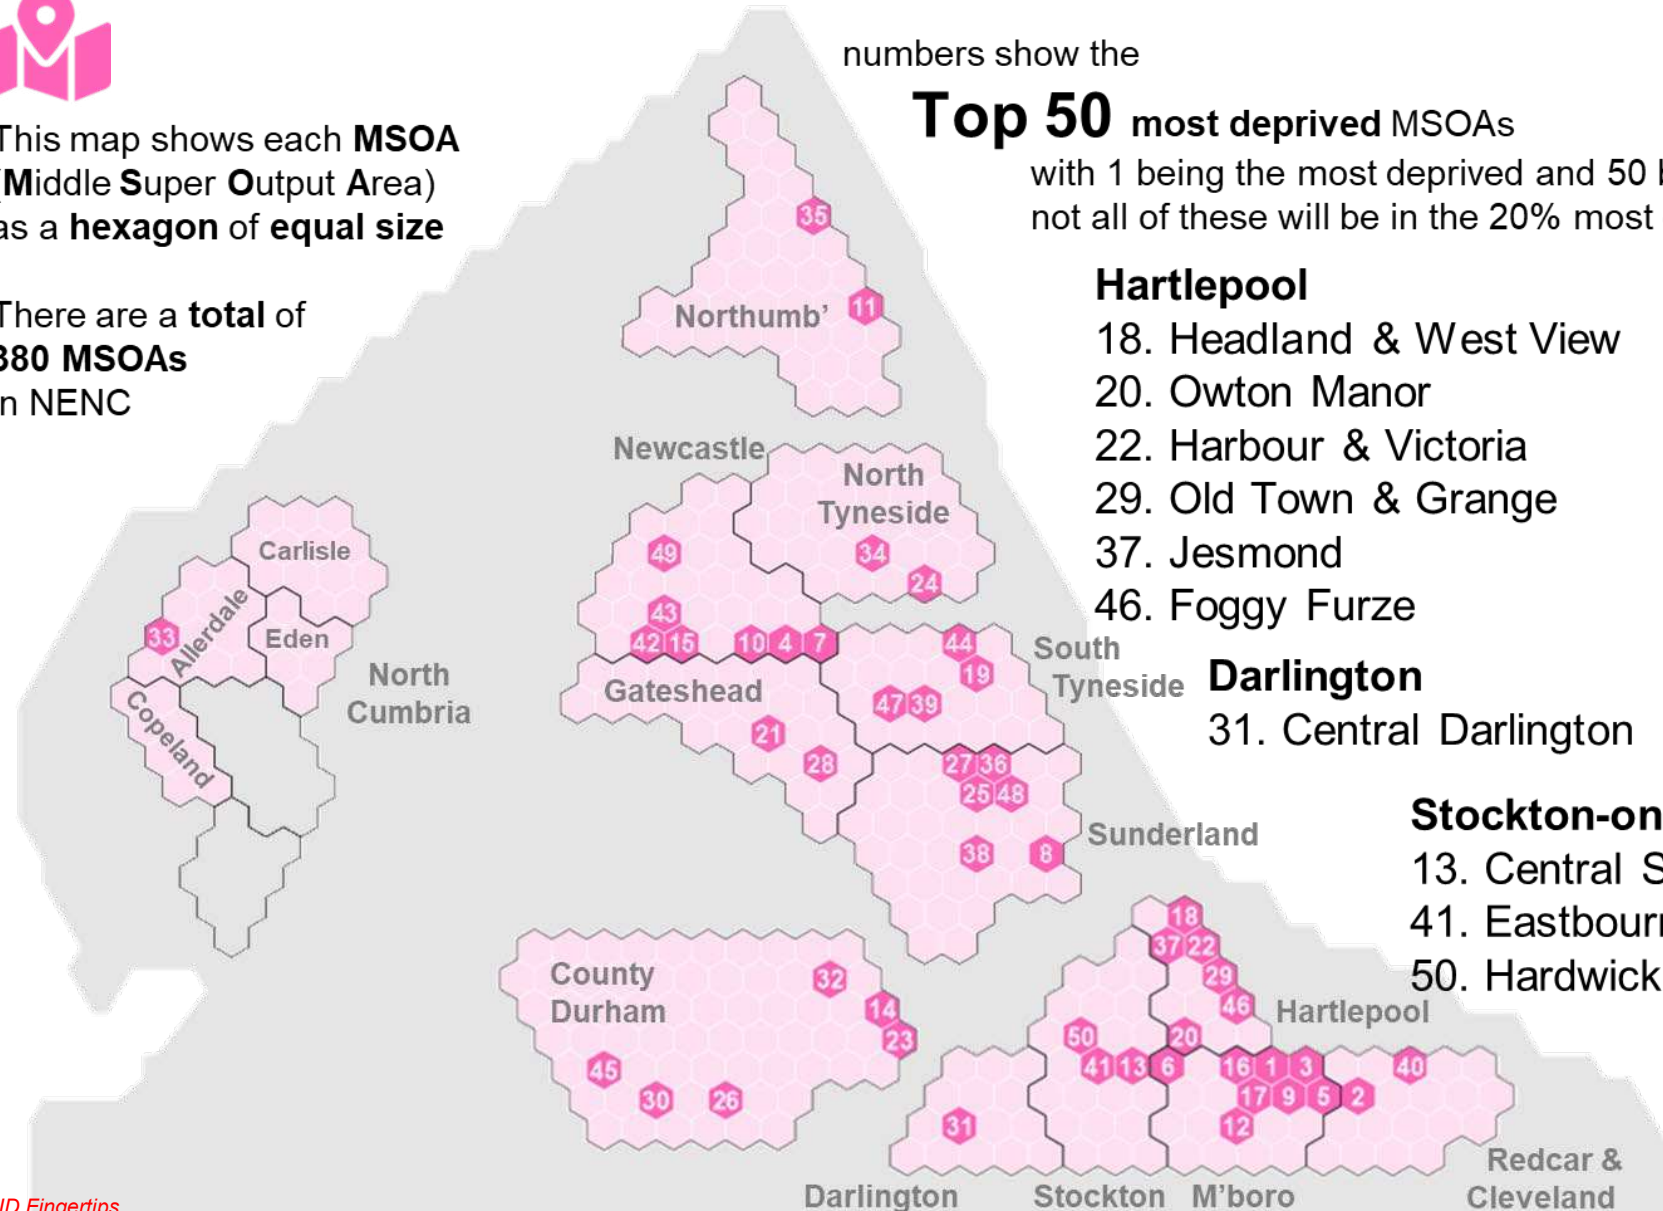 This map shows each MSOA
(Middle Super Output Area)
as a hexagon of equal size
There are a total of
380 MSOAs
in NENC
numbers show the
Top 50 most deprived MSOAs
with 1 being the most deprived and 50
not all of these will be in the 20% most
Hartlepool
18. Headland & West View
20. Owton Manor
22. Harbour & Victoria
29. Old Town & Grange
37. Jesmond
46. Foggy Furze
Darlington
31. Central Darlington
Stockton-on
13. Central
41. Eastbour
50. Hardwick
35
11
Northumb'
Newcastle
North
Tyneside
49
34
24
43
42 15 10 4 7
Carlisle
33
Allerdale
Eden
Copeland
North
Cumbria
Gateshead
21
28
44
19
47 39
South
Tyneside
27 36
25 48
38 8
Sunderland
County
Durham
32
14
23
45
30 26
18
37 22
29
46
20
Hartlepool
50
41 13 6 16 1 3 40
17 9 5 2
31
12
Darlington
Stockton
M'boro
Redcar &
Cleveland
Fingertips